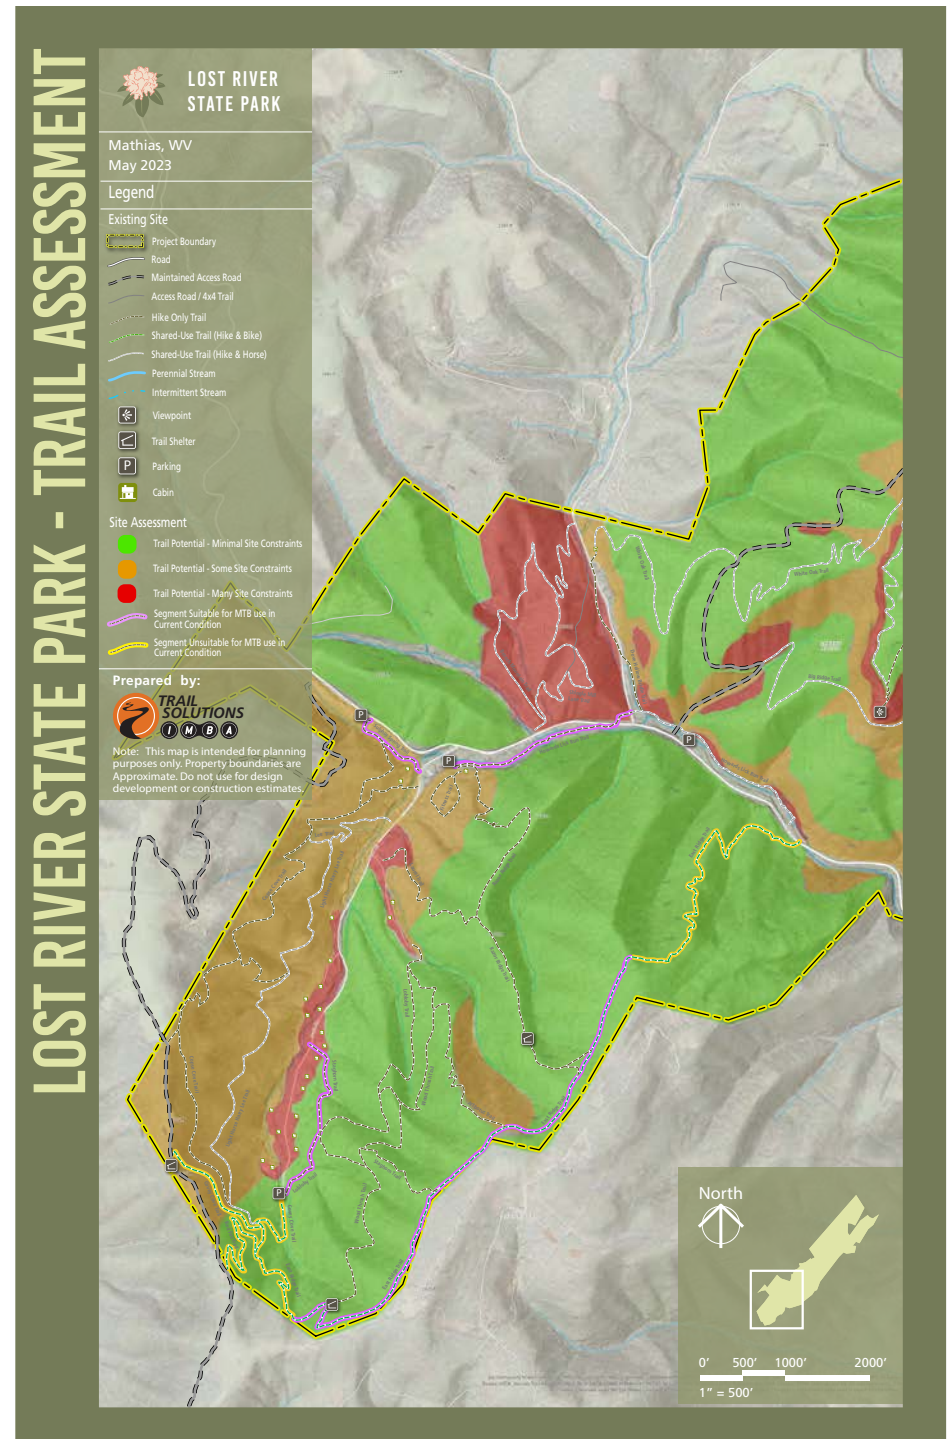 LOST RIVER STATE PARK - TRAIL ASSESSMENT
LOST RIVER
STATE PARK
Mathias, WV
May 2023
Legend
Existing Site
Project Boundary
Road
Maintained Access Road
Access Road / 4x4 Trail
Hike Only Trail
Shared-Use Trail (Hike & Bike)
Shared-Use Trail (Hike & Horse)
Perennial Stream
Intermittent Stream
Viewpoint
Trail Shelter
P
Parking
Cabin
Site Assessment
Trail Potential - Minimal Site Constraints
Trail Potential - Some Site Constraints
Trail Potential - Many Site Constraints
Segment Suitable for MTB use in
Current Condition
Segment Unsuitable for MTB use in
Current Condition
Prepared by:
TRAIL
SOLUTIONS
IMBA
Note: This map is intended for planning
purposes only. Property boundaries are
Approximate. Do not use for design
development or construction estimates.
P
P
P
P
North
0' 500' 1000' 2000'
1" = 500'